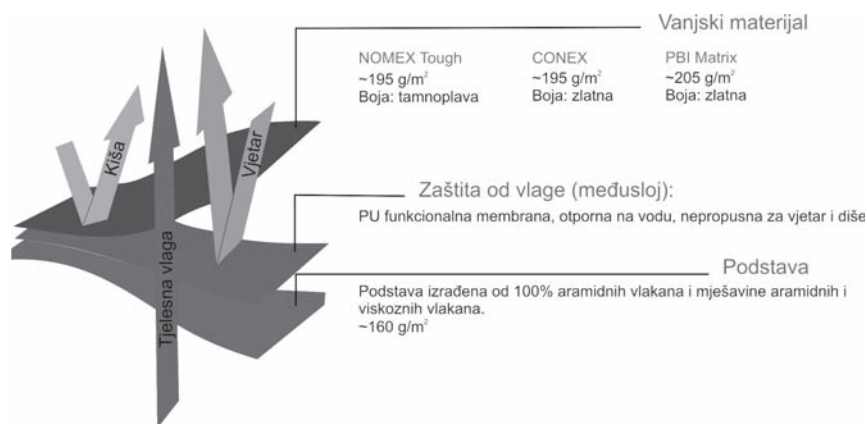 Vanjski materijal
NOMEX Tough
~195 g/m²
Boja: tamnoplava
CONEX
~195 g/m²
Boja: zlatna
PBI Matrix
~205 g/m²
Boja: zlatna
Kiša
Tjelesna vlaga
Vjetar
Zaštita od vlage (međusloj):
PU funkcionalna membrana, otporna na vodu, nepropusna za vjetar i diše
Podstava
Podstava izrađena od 100% aramidnih vlakana i mješavine aramidnih i
viskoznih vlakana.
~160 g/m²